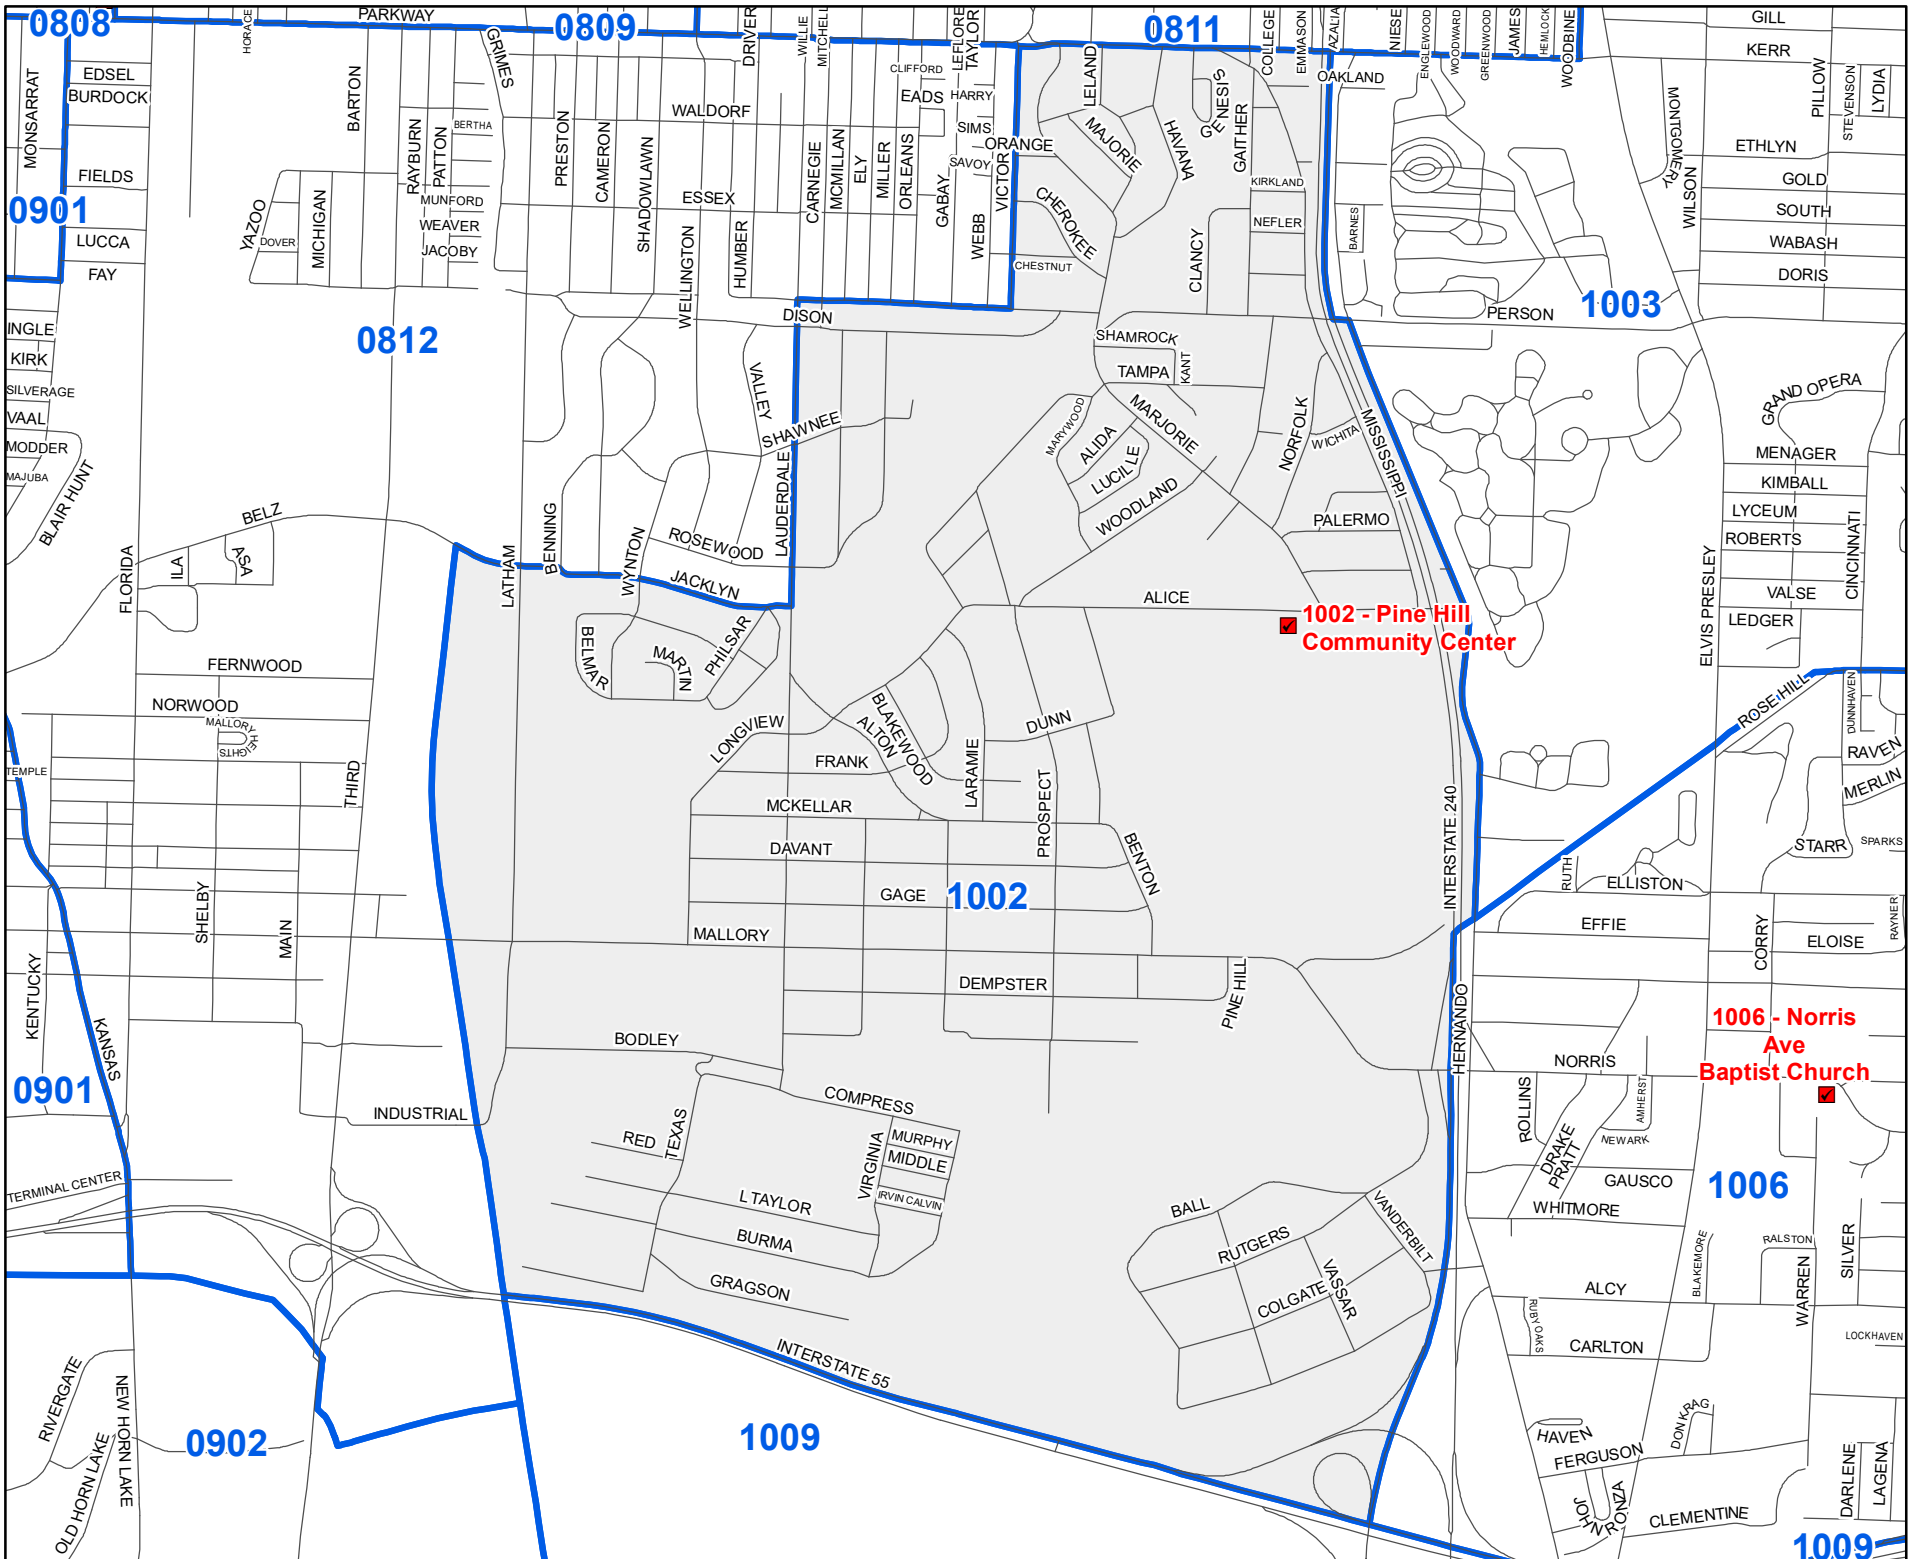 0808
HORACE
PARKWAY
0809
DRIVER
WILLIE
MITCHELL
LEFLORE
TAYLOR
0811
COLLEGE
EMMASON
AZALIA
NIESE
ENGLEWOOD
WOODWARD
GREENWOOD
JAMES
HEMLOCK
WOODBINE
GILL
KERR
MONSARRAT
EDSEL
BURDOCK
BARTON
GRIMES
RAYBURN
PATTON
BERTHA
PRESTON
CAMERON
SHADOWLAWN
WALDORF
CLIFFORD
EADS
HARRY
SIMS
SAVOY
ORANGE
VICTOR
LELAND
MAJORIE
HAVANA
GENESIS
GAITHER
KIRKLAND
NEFLER
OAKLAND
BARNES
MONTGOMERY
WILSON
PILLOW
STEVENSON
LYDIA
ETHLYN
GOLD
SOUTH
WABASH
DORIS
FIELDS
0901
LUCCA
FAY
YAZOO
DOVER
MICHIGAN
MUNFORD
WEAVER
JACOBY
ESSEX
WELLINGTON
HUMBER
CARNEGIE
MCMILLAN
ELY
MILLER
ORLEANS
GABAY
WEBB
CHEROKEE
CHESTNUT
CLANCY
1003
PERSON
INGLE
KIRK
SILVERAGE
VAAL
MODDER
MAJUBA
BLAIR HUNT
0812
DISON
VALLEY
SHAWNEE
LAUDERDALE
SHAMROCK
KANT
TAMPA
MARYWOOD
ALIDA
LUCILLE
MARJORIE
WOODLAND
NORFOLK
WICHITA
MISSISSIPPI
PALERMO
GRAND OPERA
MENAGER
KIMBALL
LYCEUM
ROBERTS
CINCINNATI
VALSE
LEDGER
ELVIS PRESLEY
BELZ
FLORIDA
ILA
ASA
LATHAM
BENNING
WYNTON
ROSEWOOD
JACKLYN
BELMAR
MARTIN
PHILSAR
ALICE
1002 - Pine Hill
Community Center
FERNWOOD
NORWOOD
MALLORY HEIGHTS
TEMPLE
THIRD
LONGVIEW
BLAKEWOOD
ALTON
FRANK
LARAMIE
DUNN
MCKELLAR
PROSPECT
DAVANT
BENTON
GAGE
1002
MALLORY
DEMPSTER
PINE HILL
INTERSTATE 240
ROSE HILL
DUNNHAVEN
RAVEN
MERLIN
STARR
SPARKS
RUTH
ELLISTON
EFFIE
CORRY
ELOISE
RAYNER
SHELBY
MAIN
KENTUCKY
KANSAS
0901
INDUSTRIAL
BODLEY
COMPRESS
TEXAS
RED
VIRGINIA
MURPHY
MIDDLE
IRVIN CALVIN
L TAYLOR
BURMA
GRAGSON
HERNANDO
1006 - Norris
Ave
Baptist Church
NORRIS
ROLLINS
AMHERST
NEWARK
DRAKE
PRATT
GAUSCO
WHITMORE
1006
BALL
RUTGERS
VANDERBILT
VASSAR
COLGATE
BLAKEMORE
RALSTON
WARREN
SILVER
ALCY
RUBY OAKS
CARLTON
LOCKHAVEN
TERMINAL CENTER
RIVERGATE
NEW HORN LAKE
OLD HORN LAKE
0902
INTERSTATE 55
1009
HAVEN
DON KRAG
FERGUSON
JOHN
RONZA
CLEMENTINE
DARLENE
LAGENA
1009